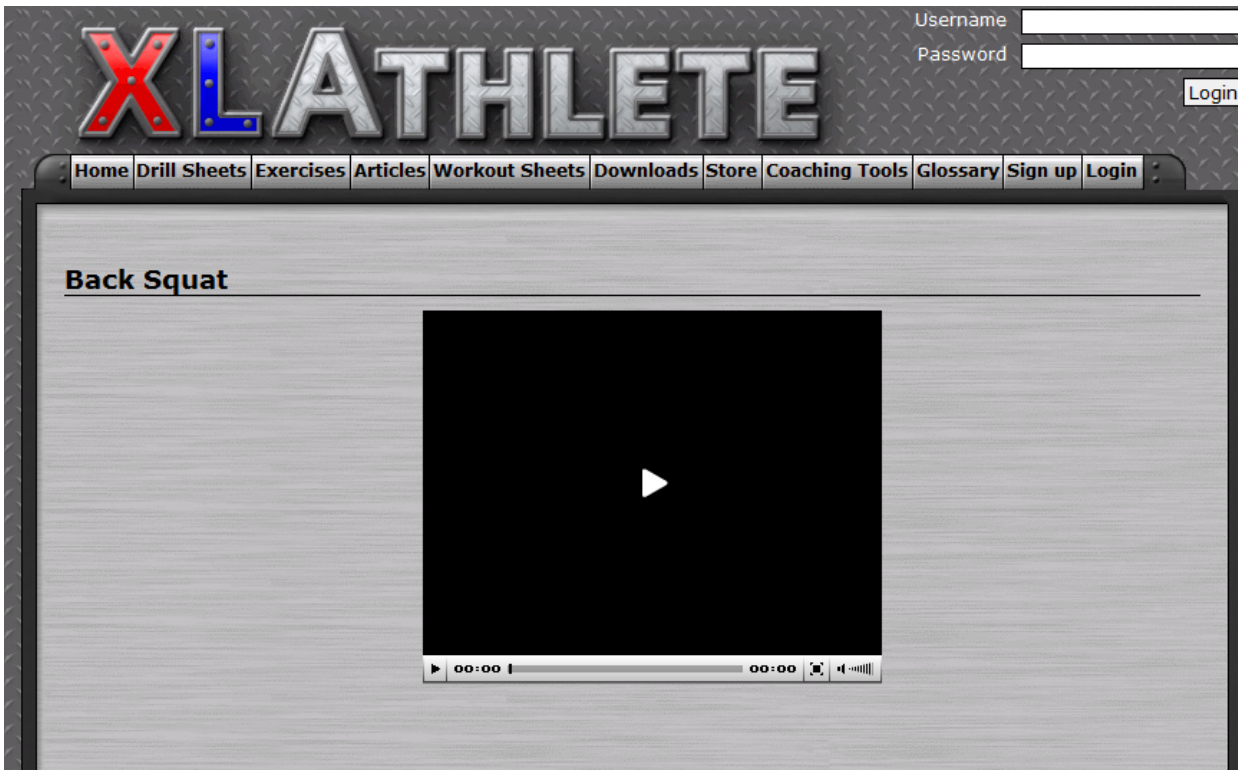 XLATHLETE
Username
Password
Login
Home Drill Sheets Exercises Articles Workout Sheets Downloads Store Coaching Tools Glossary Sign up Login
Back Squat
00:00 00:00